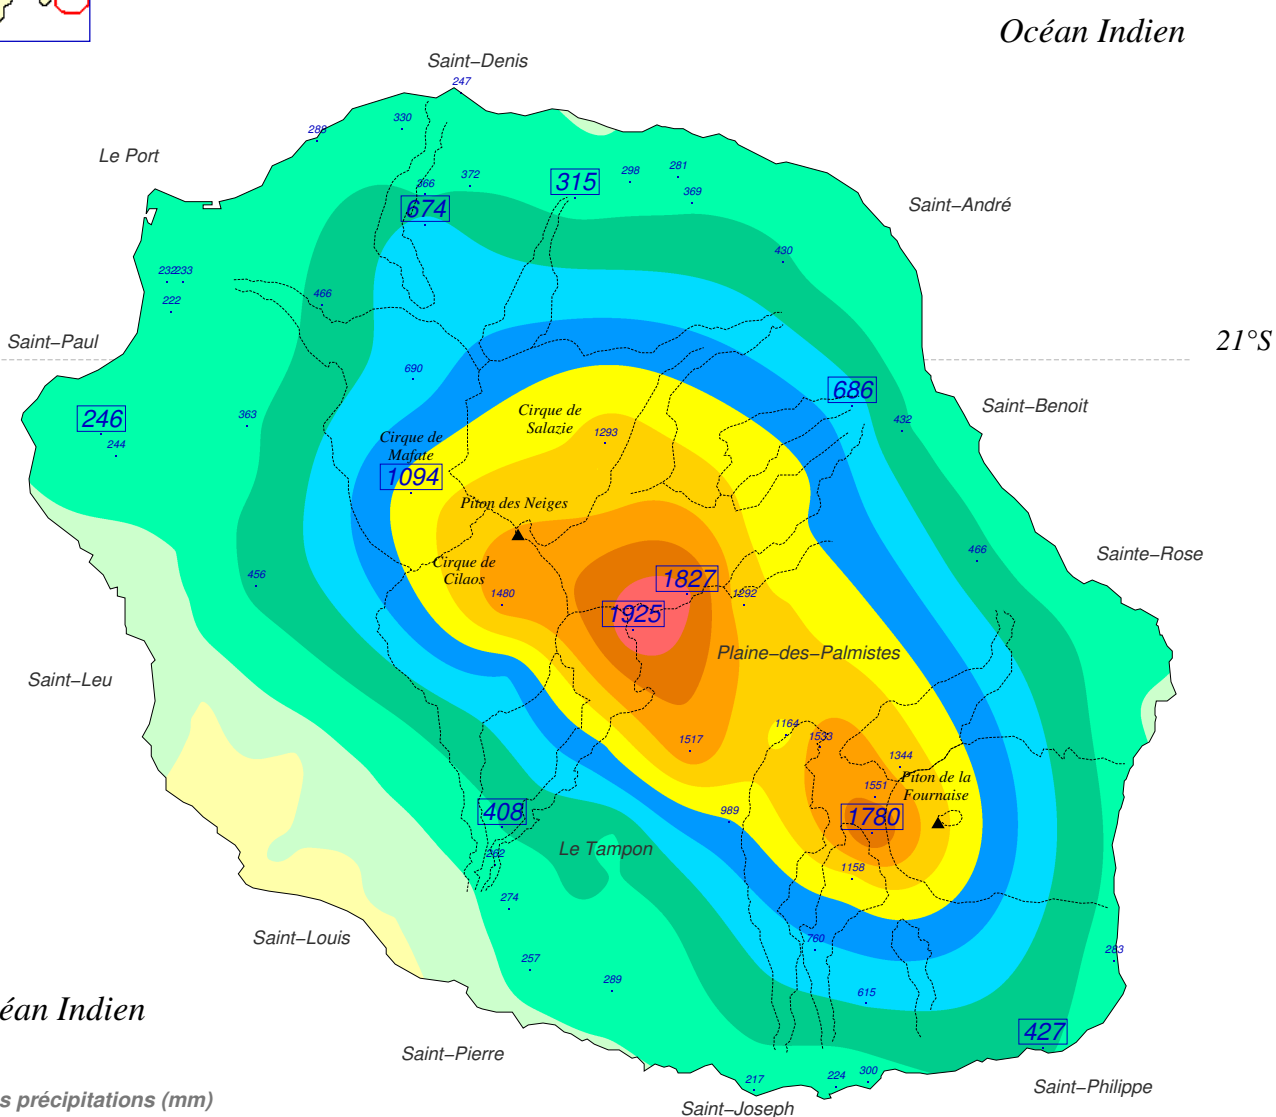 Océan Indien
Saint–Denis
247
330
288
Le Port
372
366
315
298
281
369
674
Saint–André
430
232
233
222
466
Saint–Paul
21°S
690
686
246
244
363
Cirque de
Salazie
1293
432
Saint–Benoit
Cirque de
Mafate
1094
Piton des Neiges
466
Sainte–Rose
Cirque de
Cilaos
456
1480
1827
1292
1925
Plaine–des–Palmistes
Saint–Leu
1164
1533
1517
1344
Piton de la
Fournaise
1551
408
989
1780
262
Le Tampon
1158
274
Saint–Louis
760
257
289
283
615
éan Indien
427
Saint–Pierre
217
224
300
Saint–Philippe
s précipitations (mm)
Saint–Joseph